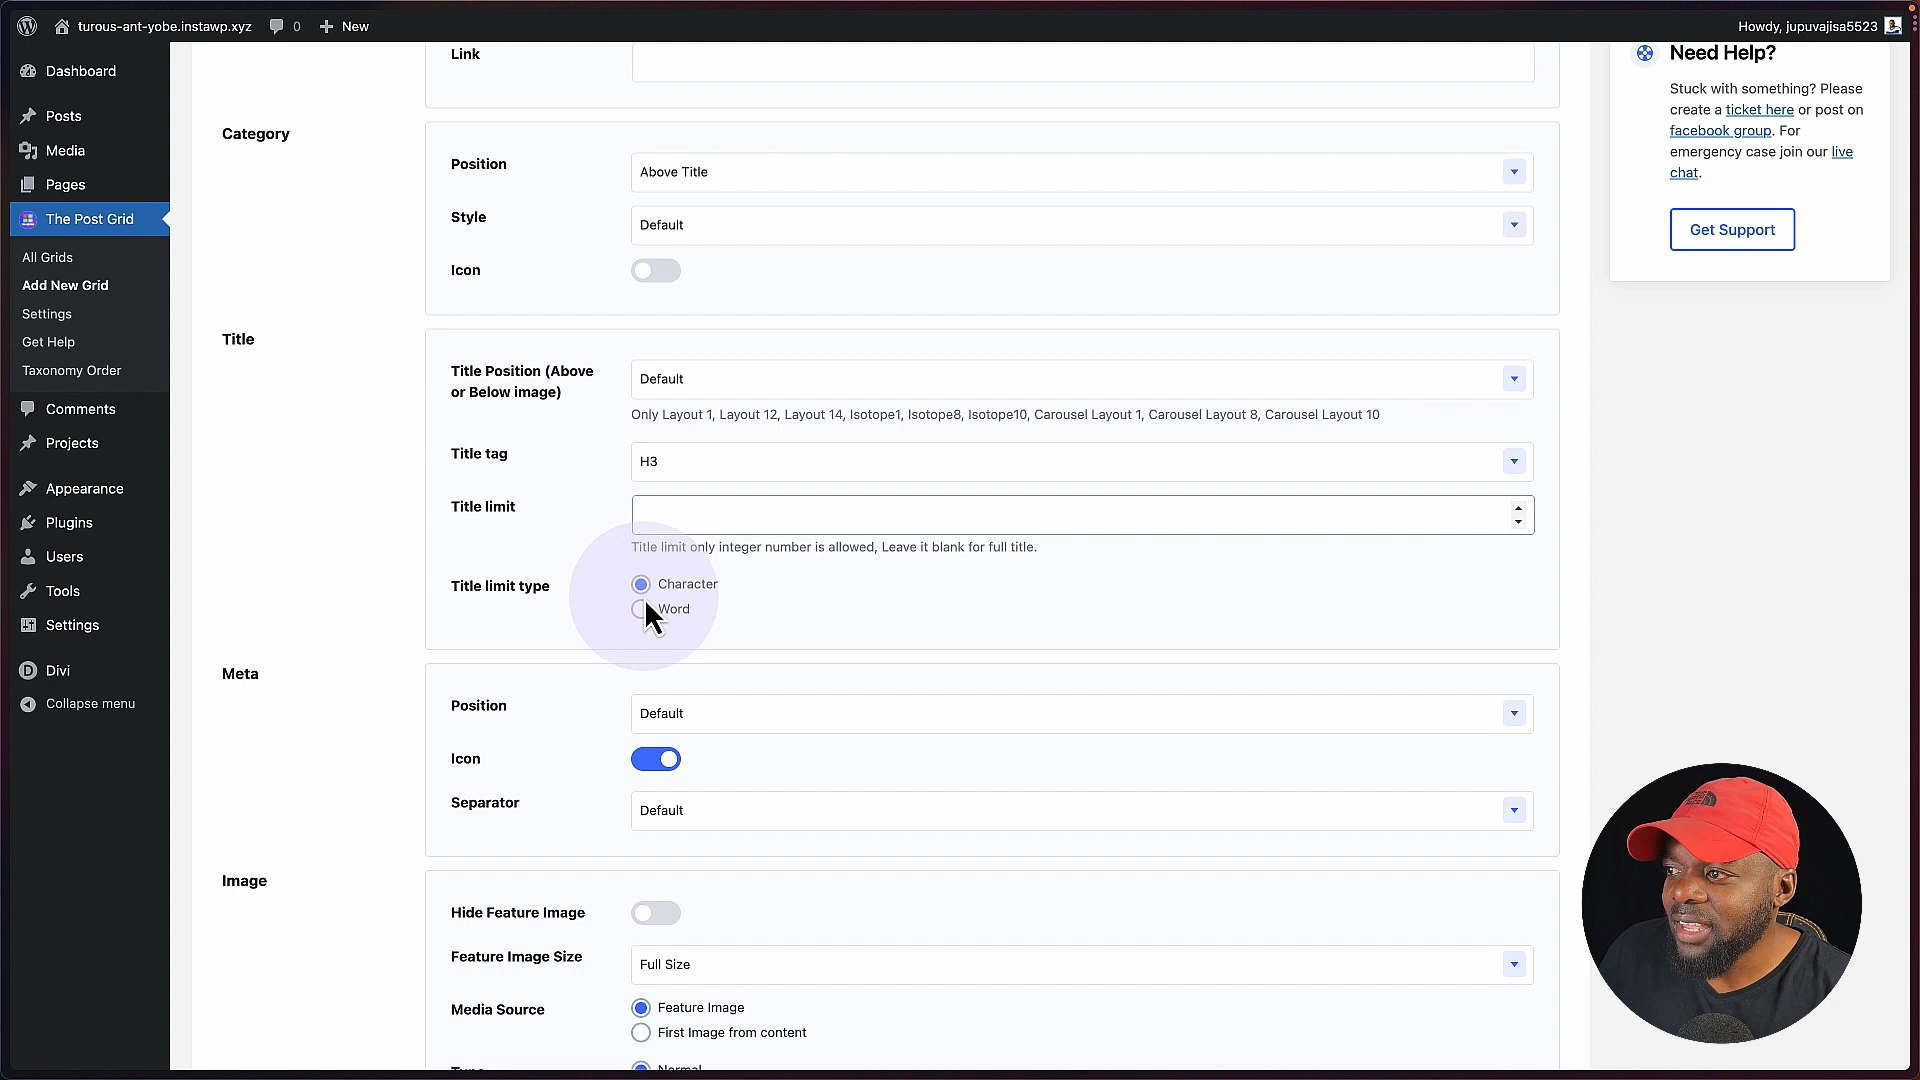 turous-ant-yobe.instawp.xyz 0 New Howdy, jupuvajisa5523
Dashboard
Posts
Media
Pages
The Post Grid
All Grids
Add New Grid
Settings
Get Help
Taxonomy Order
Comments
Projects
Appearance
Plugins
Users
Tools
Settings
Divi
Collapse menu
Link
Category
Position Above Title
Style Default
Icon
Title
Title Position (Above
or Below image)
Default
Only Layout 1, Layout 12, Layout 14, Isotope1, Isotope8, Isotope10, Carousel Layout 1, Carousel Layout 8, Carousel Layout 10
Title tag H3
Title limit
Title limit only integer number is allowed, Leave it blank for full title.
Title limit type Character
Word
Meta
Position Default
Icon
Separator Default
Image
Hide Feature Image
Feature Image Size Full Size
Media Source Feature Image
First Image from content
Type Normal
Need Help?
Stuck with something? Please
create a ticket here or post on
facebook group. For
emergency case join our live
chat.
Get Support